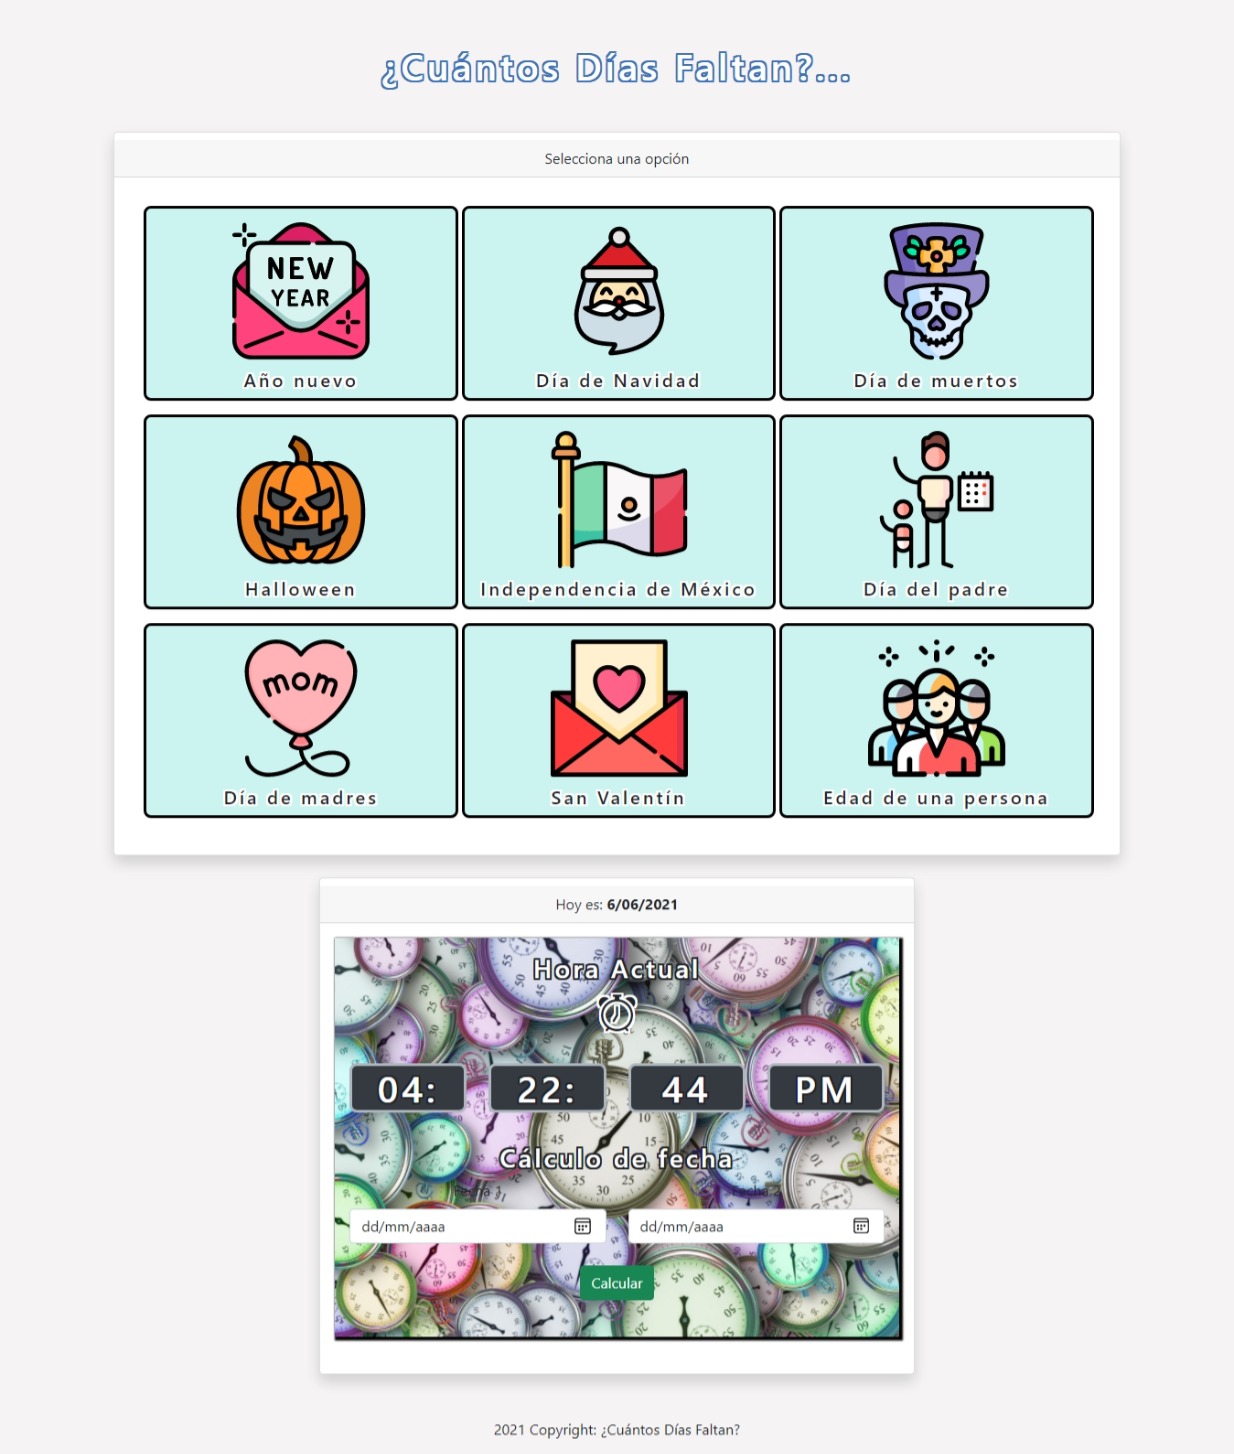 ¿Cuántos Días Faltan?...
Selecciona una opción
NEW
YEAR
Año nuevo
Día de Navidad
Día de muertos
Halloween
Independencia de México
Día del padre
mom
Día de madres
San Valentín
Edad de una persona
Hoy es: 6/06/2021
Hora Actual
04: 22: 44 PM
Cálculo de fecha
dd/mm/aaaa dd/mm/aaaa
Calcular
2021 Copyright: ¿Cuántos Días Faltan?